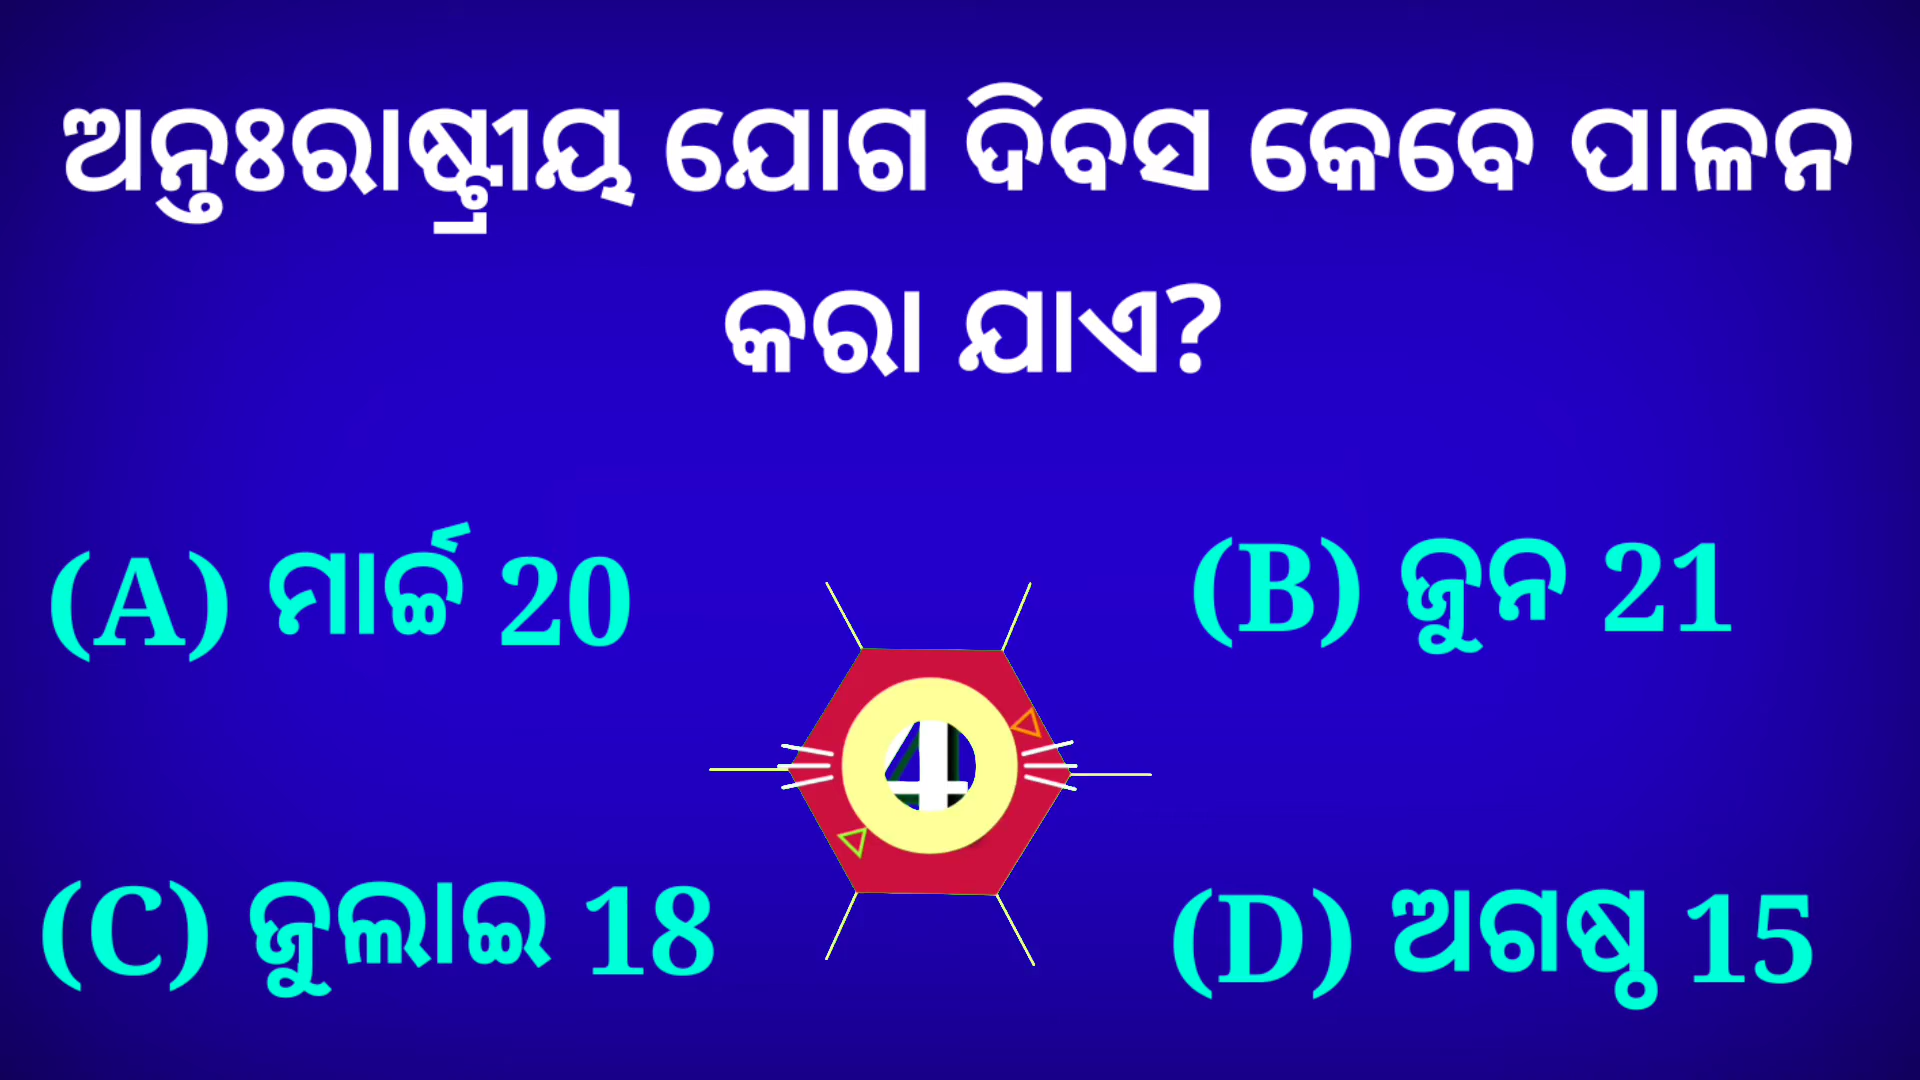 ଅନ୍ତଃରାଷ୍ଟ୍ରୀୟ ଯୋଗ ଦିବସ କେବେ ପାଳନ
କରା ଯାଏ?
(A) ମାର୍ଚ୍ଚ 20
(B) ଜୁନ 21
4
(C) ଜୁଲାଇ 18
(D) ଅଗଷ୍ଠ 15